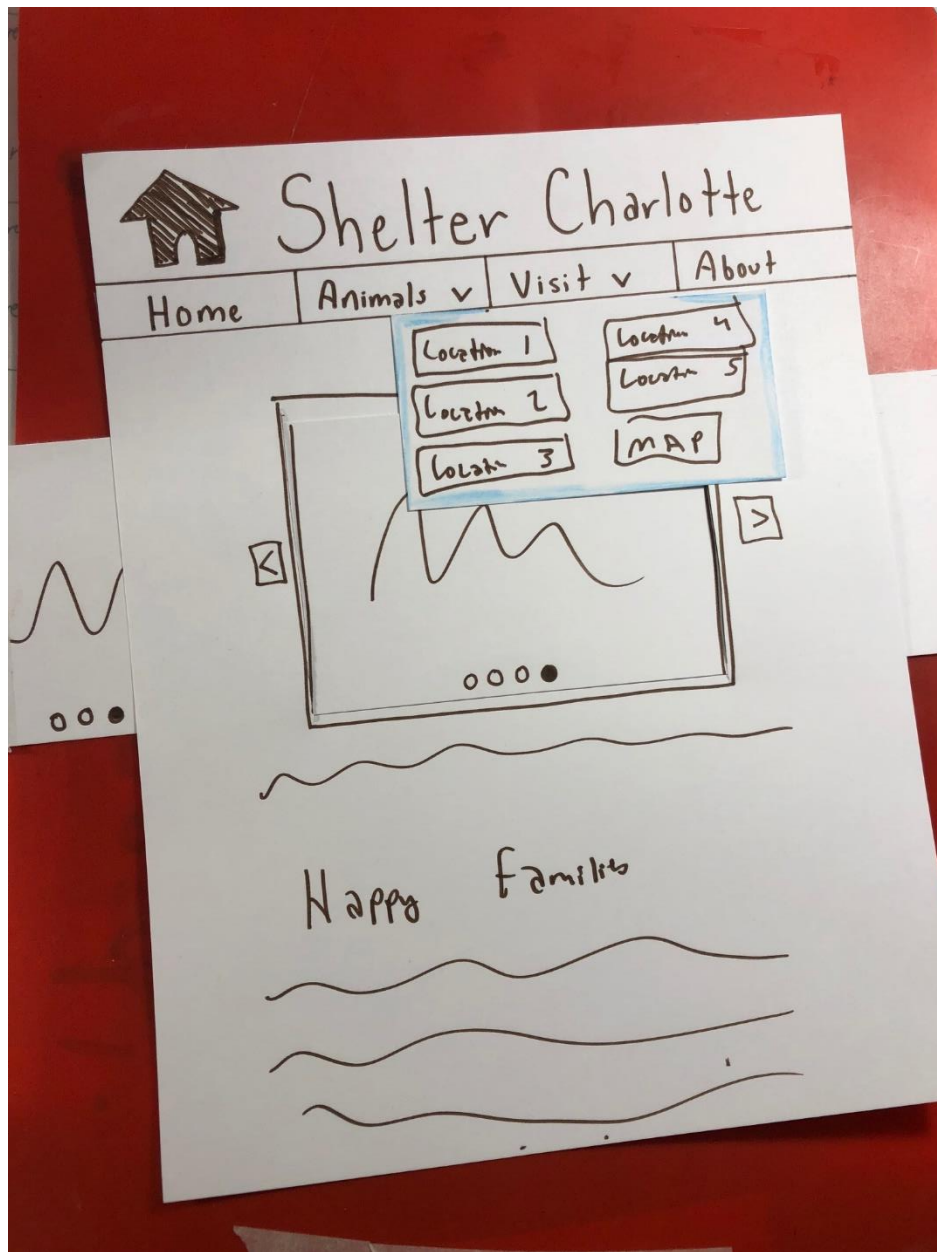 Shelter Charlotte
Home Animals v Visit v About
Location 1 Location 4
Location 2 Location 5
Location 3 MAP
< >
Happy Families